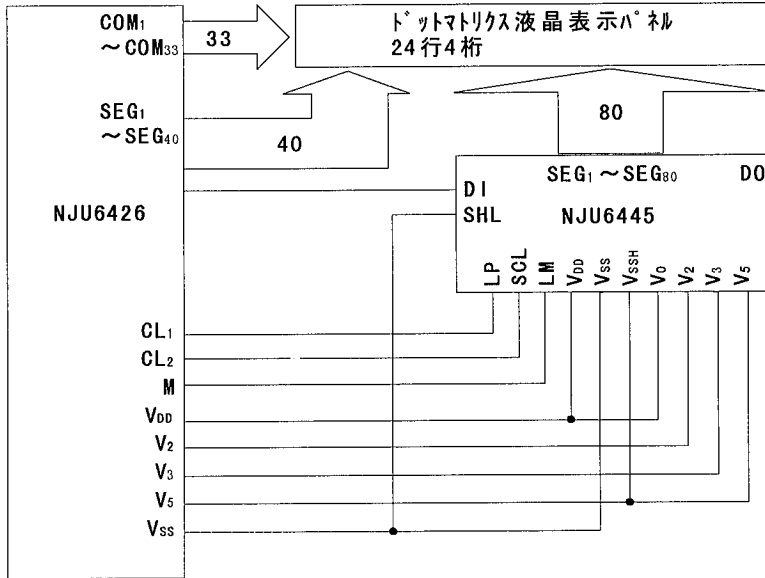 COM1
～COM33
33
ﾄﾞｯﾄﾏﾄﾘｸｽ液晶表示ﾊﾟﾈﾙ
24行4桁
SEG1
～SEG40
40
80
NJU6426
DI
SHL
SEG1～SEG80
DO
NJU6445
LP
SCL
LM
VDD
VSS
VSSH
V0
V2
V3
V5
CL1
CL2
M
VDD
V2
V3
V5
VSS